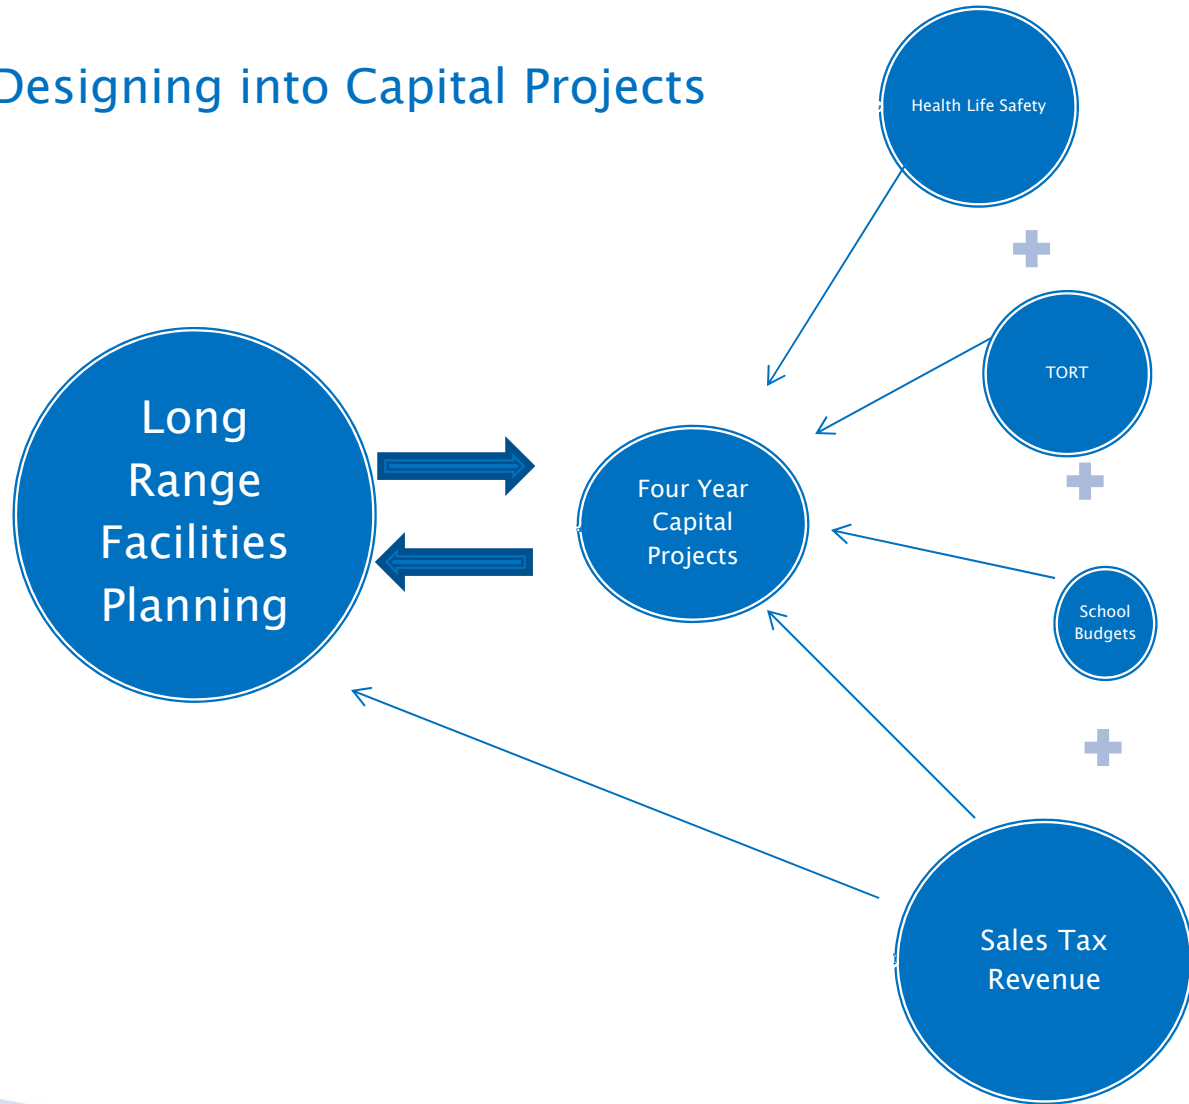 Designing into Capital Projects
Health Life Safety
TORT
Long
Range
Facilities
Planning
Four Year
Capital
Projects
School
Budgets
Sales Tax
Revenue